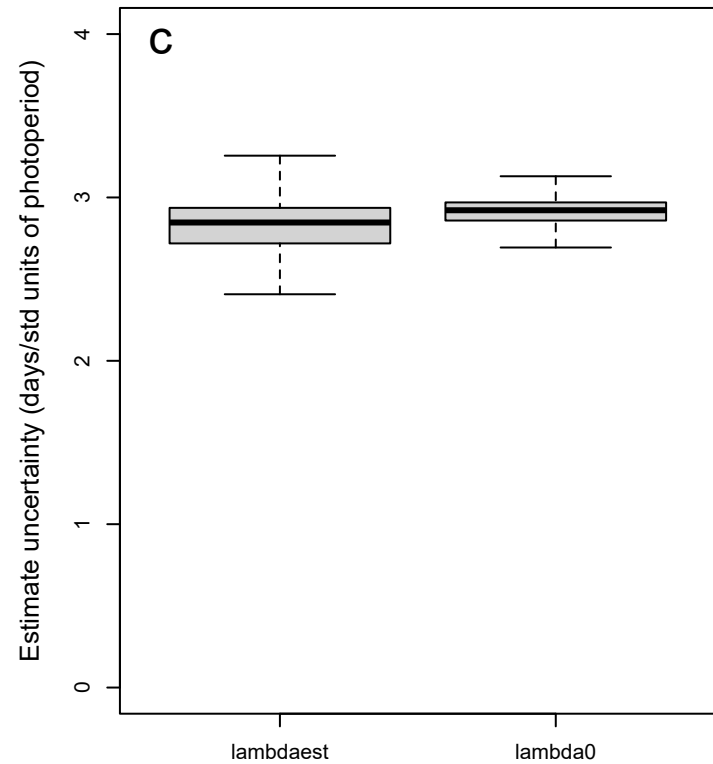 C
Estimate uncertainty (days/std units of photoperiod)
4
3
2
1
0
lambdaest lambda0